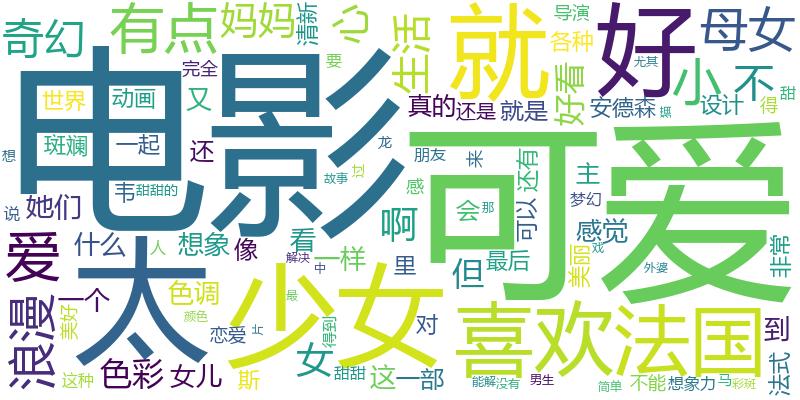 奇幻
有点
妈妈
清新
心
生活
就
好
导演
各种
母女
尤其
要
完全
世界
动画
又
电影
真的
还是
就是
好看
安德森
小
设计
不
得
甜
想
斑斓
一起
还
龙
朋友
来
还有
可爱
主
说
她们
韦
甜甜的
故事
过
感
啊
会
那
可以
梦幻
感觉
爱
什么
太
想象
像
看
一样
里
但
最后
美丽
戏
外婆
非常
人
解决
中
浪漫
一个
色调
少女
最
喜欢
法国
到
美好
颜色
恋爱
止
得到
对
这种
色彩
女儿
斯
女
甜甜
这
一部
能解
没有
男生
简单
不能
想象力
马
彩斑
法式